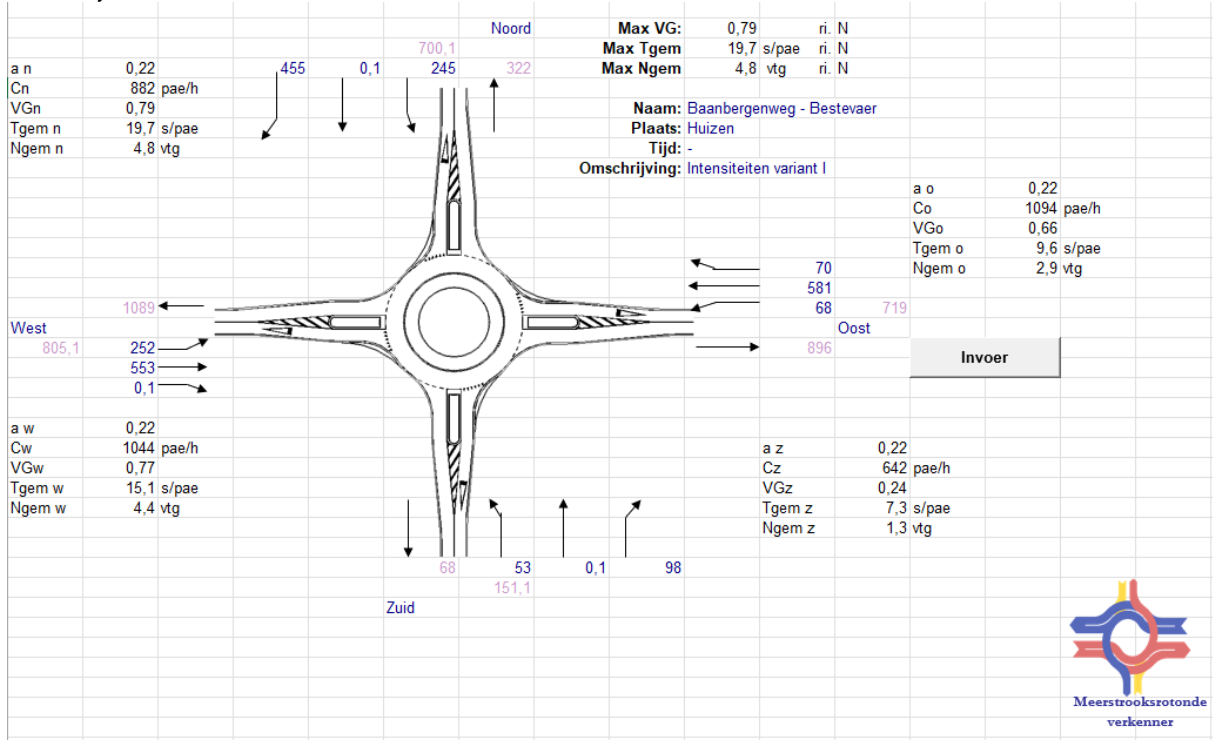 Noord Max VG: 0,79 ri. N
700,1 Max Tgem 19,7 s/pae ri. N
a n 0,22 455 0,1 245 322 Max Ngem 4,8 vtg ri. N
Cn 882 pae/h
VGn 0,79 Naam: Baanbergenweg - Bestevaer
Tgem n 19,7 s/pae Plaats: Huizen
Ngem n 4,8 vtg Tijd: -
Omschrijving: Intensiteiten variant I
a o 0,22
Co 1094 pae/h
VGo 0,66
Tgem o 9,6 s/pae
70 Ngem o 2,9 vtg
581
1089 68 719
West Oost
805,1 252 896
553 Invoer
0,1
a w 0,22
Cw 1044 pae/h a z 0,22
VGw 0,77 Cz 642 pae/h
Tgem w 15,1 s/pae VGz 0,24
Ngem w 4,4 vtg Tgem z 7,3 s/pae
Ngem z 1,3 vtg
68 53 0,1 98
151,1
Zuid
Meerstrooksrotonde
verkenner